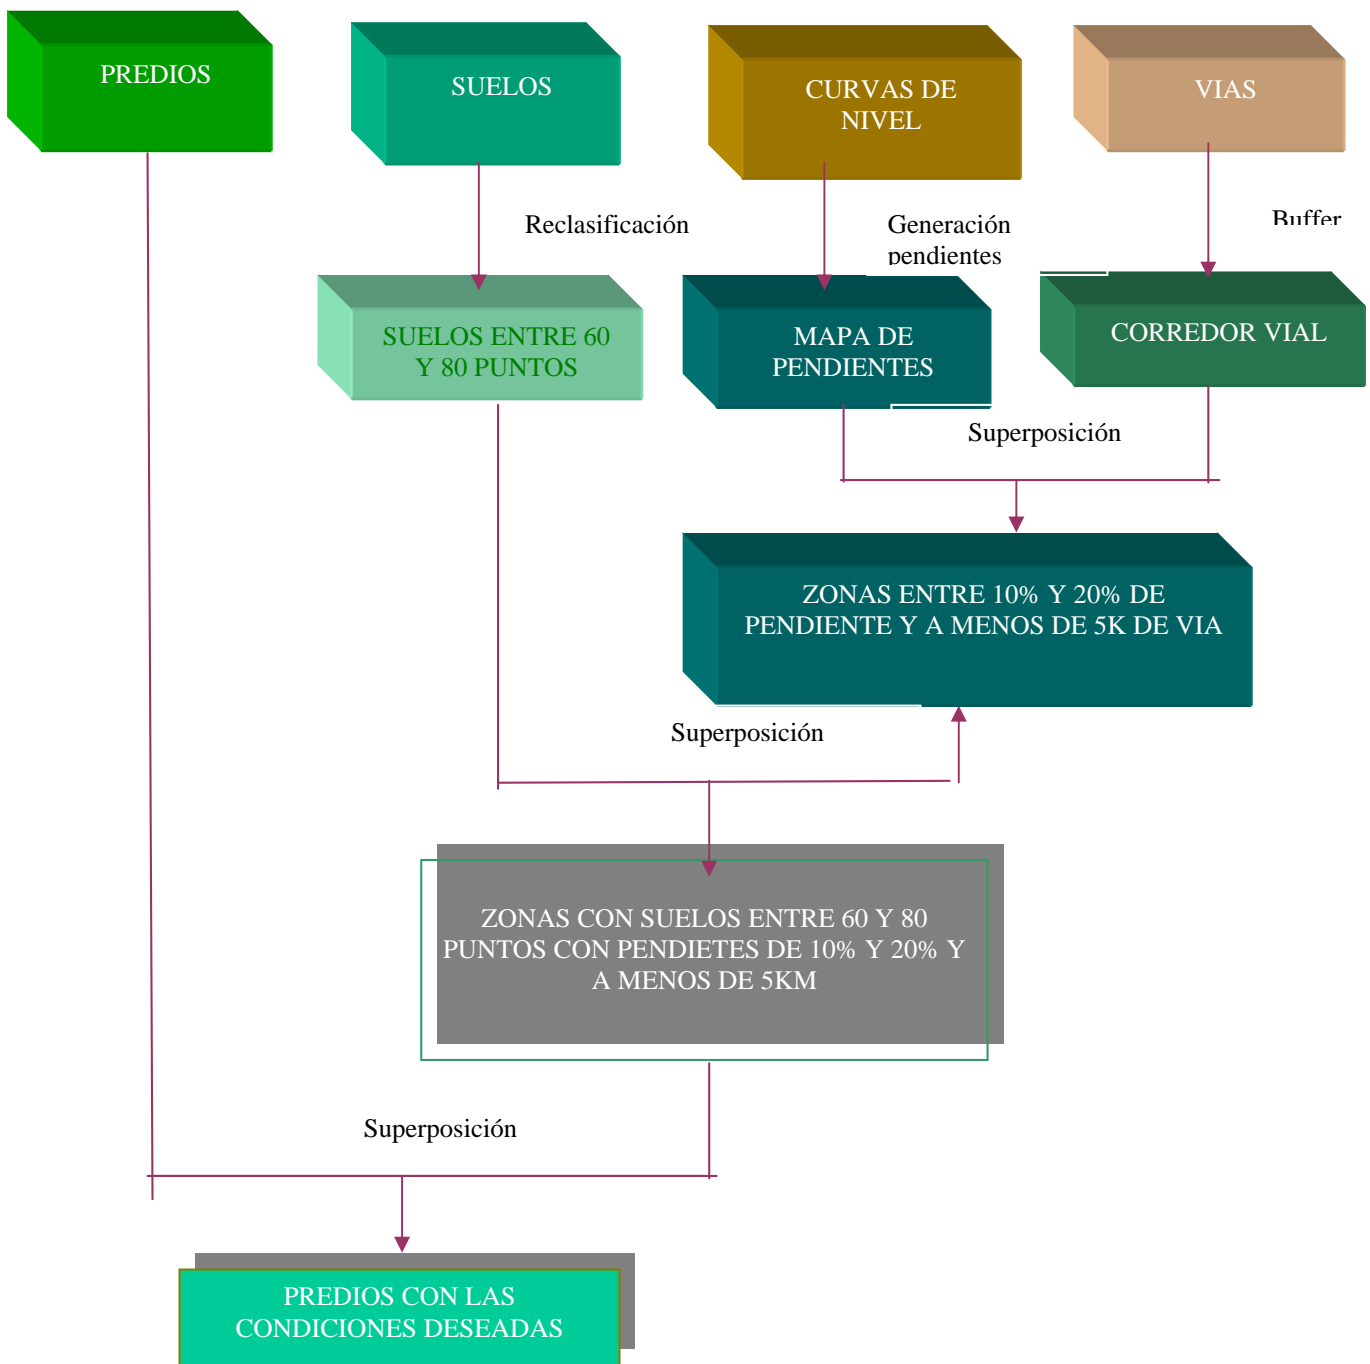 PREDIOS
SUELOS
CURVAS DE
NIVEL
VIAS
Reclasificación
Generación
pendientes
Buffer
SUELOS ENTRE 60
Y 80 PUNTOS
MAPA DE
PENDIENTES
CORREDOR VIAL
Superposición
ZONAS ENTRE 10% Y 20% DE
PENDIENTE Y A MENOS DE 5K DE VIA
Superposición
ZONAS CON SUELOS ENTRE 60 Y 80
PUNTOS CON PENDIETES DE 10% Y 20% Y
A MENOS DE 5KM
Superposición
PREDIOS CON LAS
CONDICIONES DESEADAS